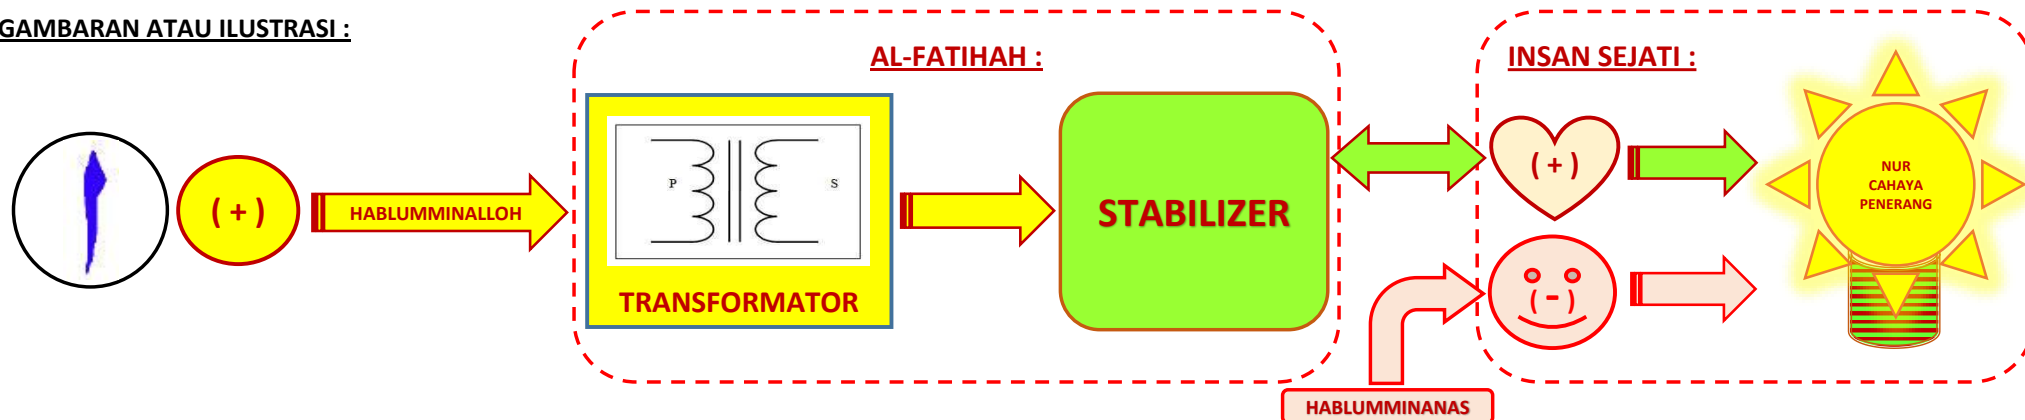 GAMBARAN ATAU ILUSTRASI :
AL-FATIHAH :
INSAN SEJATI :
( + )
HABLUMMINALLOH
P
S
TRANSFORMATOR
STABILIZER
( + )
( - )
NUR
CAHAYA
PENERANG
HABLUMMINANAS